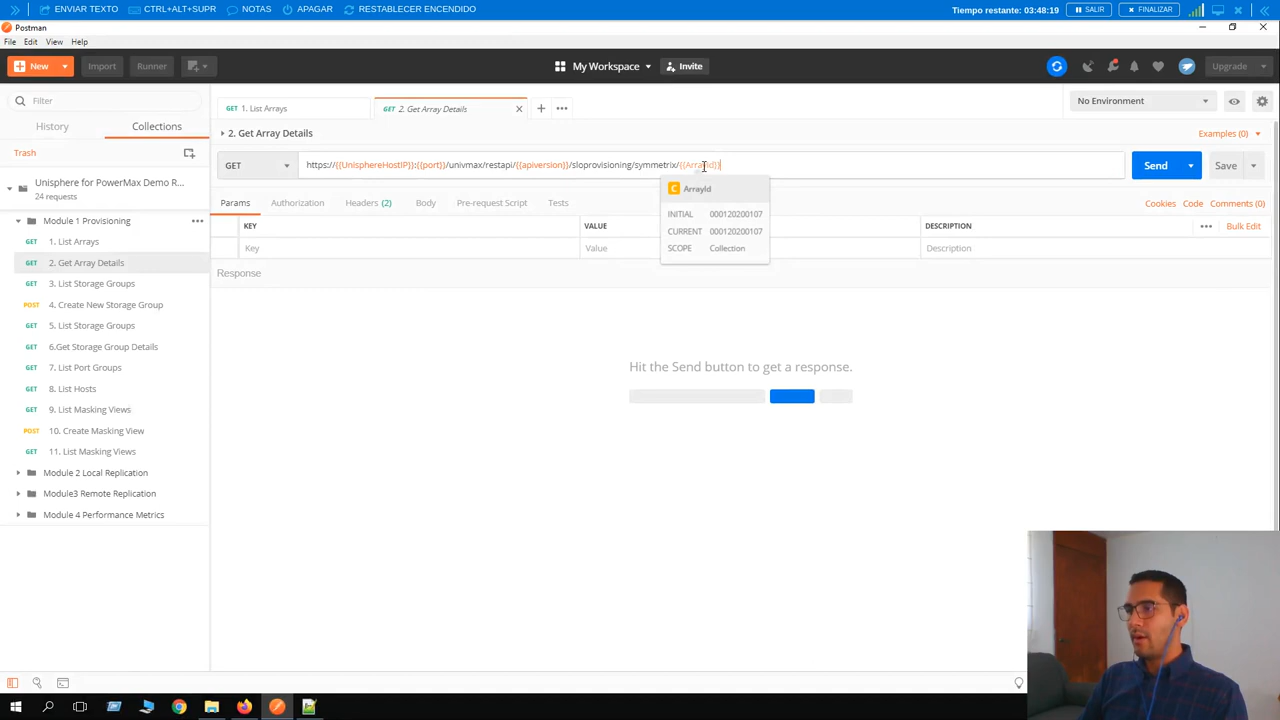 ENVIAR TEXTO CTRL+ALT+SUPR NOTAS APAGAR RESTABLECER ENCENDIDO Tiempo restante: 03:48:19 SALIR FINALIZAR
Postman
File Edit View Help
New Import Runner My Workspace Invite Upgrade
Filter
History Collections
Trash
Unisphere for PowerMax Demo R...
24 requests
Module 1 Provisioning
GET 1. List Arrays
GET 2. Get Array Details
GET 3. List Storage Groups
POST 4. Create New Storage Group
GET 5. List Storage Groups
GET 6.Get Storage Group Details
GET 7. List Port Groups
GET 8. List Hosts
GET 9. List Masking Views
POST 10. Create Masking View
GET 11. List Masking Views
Module 2 Local Replication
Module3 Remote Replication
Module 4 Performance Metrics
GET 1. List Arrays GET 2. Get Array Details No Environment
2. Get Array Details Examples (0)
GET https://{{UnisphereHostIP}}:{{port}}/univmax/restapi/{{apiversion}}/sloprovisioning/symmetrix/{{ArrayId}} Send Save
Params Authorization Headers (2) Body Pre-request Script Tests Cookies Code Comments (0)
KEY VALUE DESCRIPTION Bulk Edit
Key Value Description
C ArrayId
INITIAL 000120200107
CURRENT 000120200107
SCOPE Collection
Response
Hit the Send button to get a response.